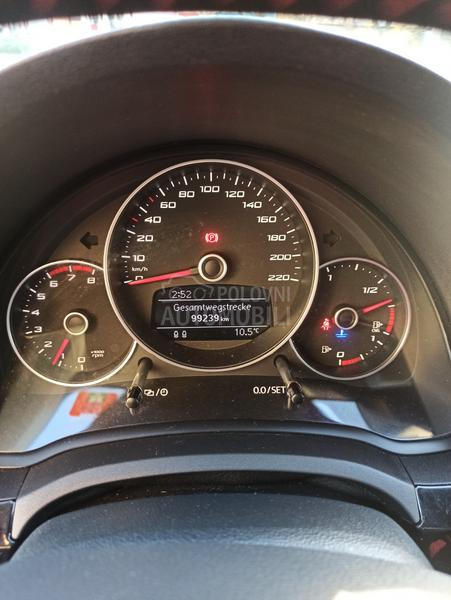 100
80 120
60 140
40 160
20 180
10 200
km/h 220
0
(P)
2:52
Gesamtwegstrecke
99239 km
10.5°C
POLOVNI
AUTOMOBILI
7 8
6
5
4
3
2
1
0
x1000
rpm
1
1/2
0
0.0/SET